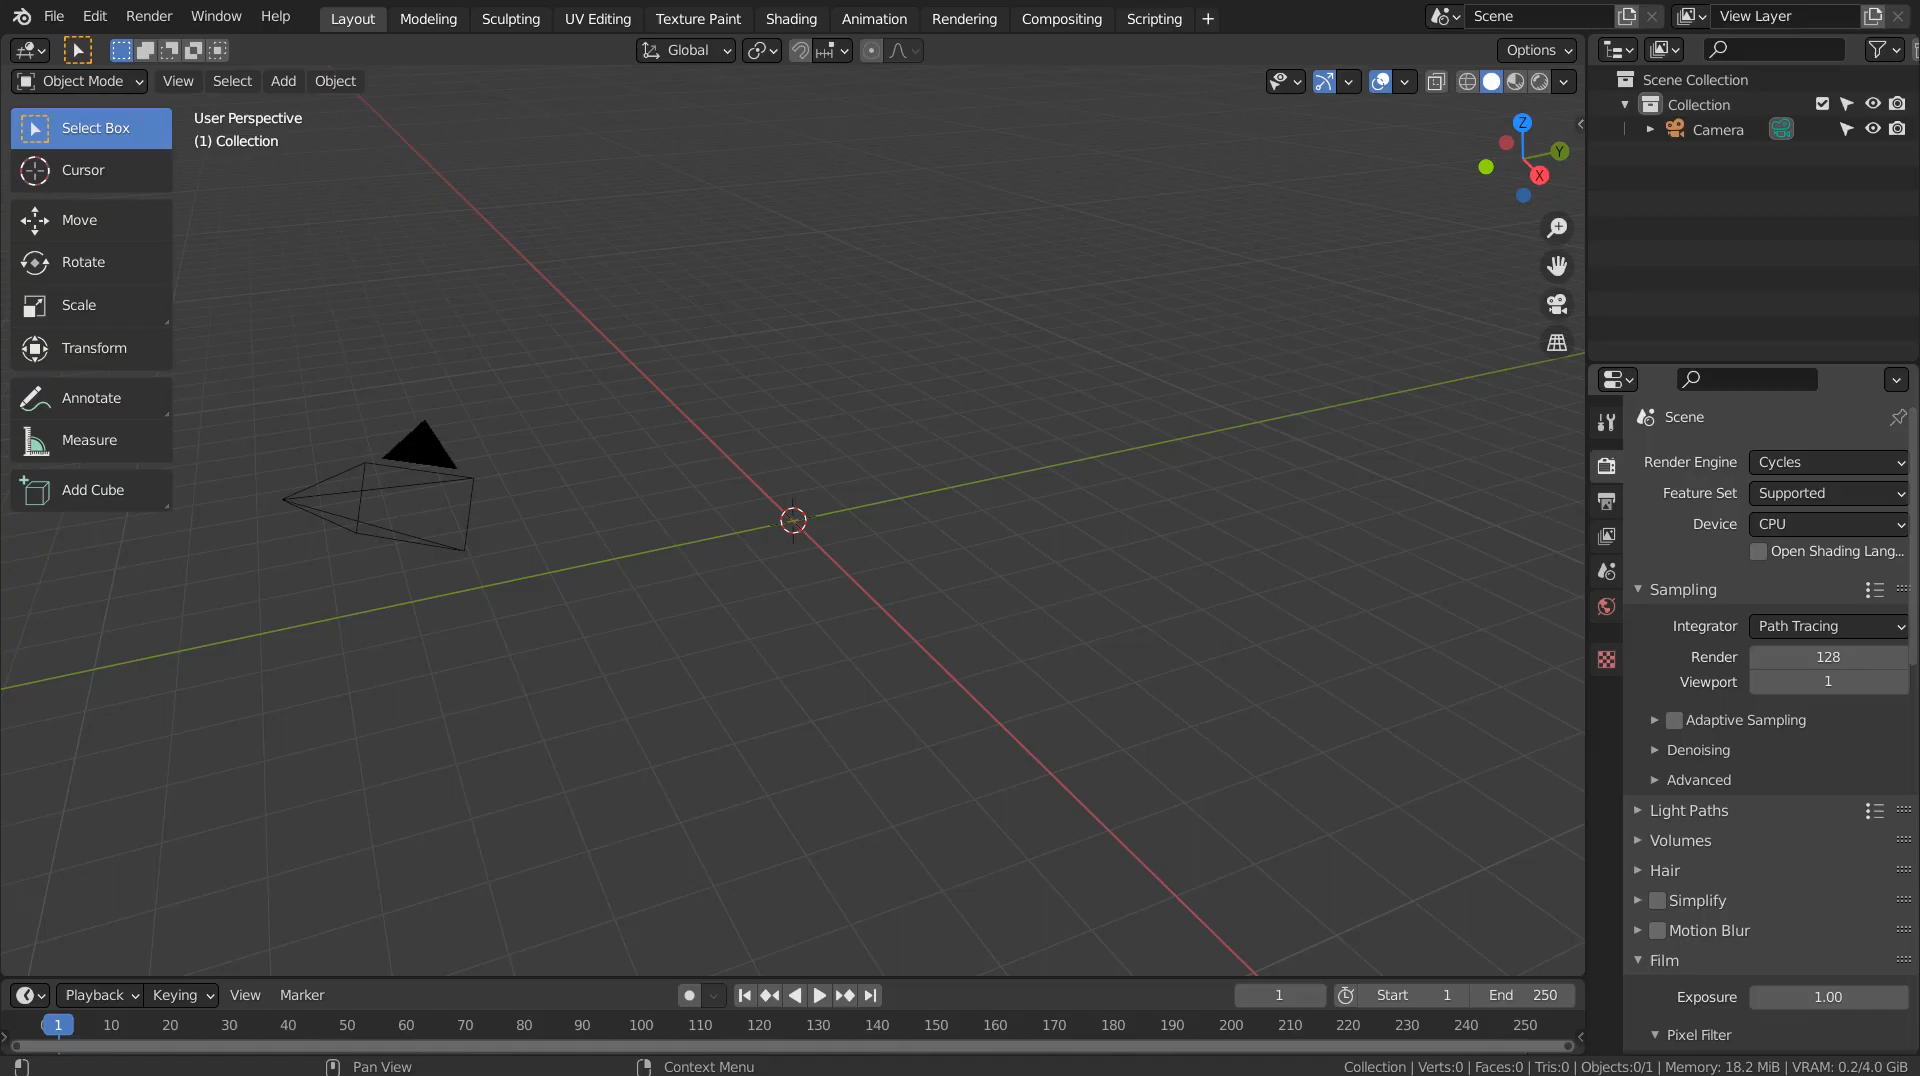 File Edit Render Window Help Layout Modeling Sculpting UV Editing Texture Paint Shading Animation Rendering Compositing Scripting + Scene View Layer
Global Options
Object Mode View Select Add Object
Scene Collection
Collection
Camera
Select Box
Cursor
Move
Rotate
Scale
Transform
Annotate
Measure
Add Cube
User Perspective
(1) Collection
Z
Y
X
Scene
Render Engine Cycles
Feature Set Supported
Device CPU
Open Shading Lang...
Sampling
Integrator Path Tracing
Render 128
Viewport 1
Adaptive Sampling
Denoising
Advanced
Light Paths
Volumes
Hair
Simplify
Motion Blur
Film
Exposure 1.00
Pixel Filter
Playback Keying View Marker 1 Start 1 End 250
1 10 20 30 40 50 60 70 80 90 100 110 120 130 140 150 160 170 180 190 200 210 220 230 240 250
Pan View Context Menu Collection | Verts:0 | Faces:0 | Tris:0 | Objects:0/1 | Memory: 18.2 MiB | VRAM: 0.2/4.0 GiB